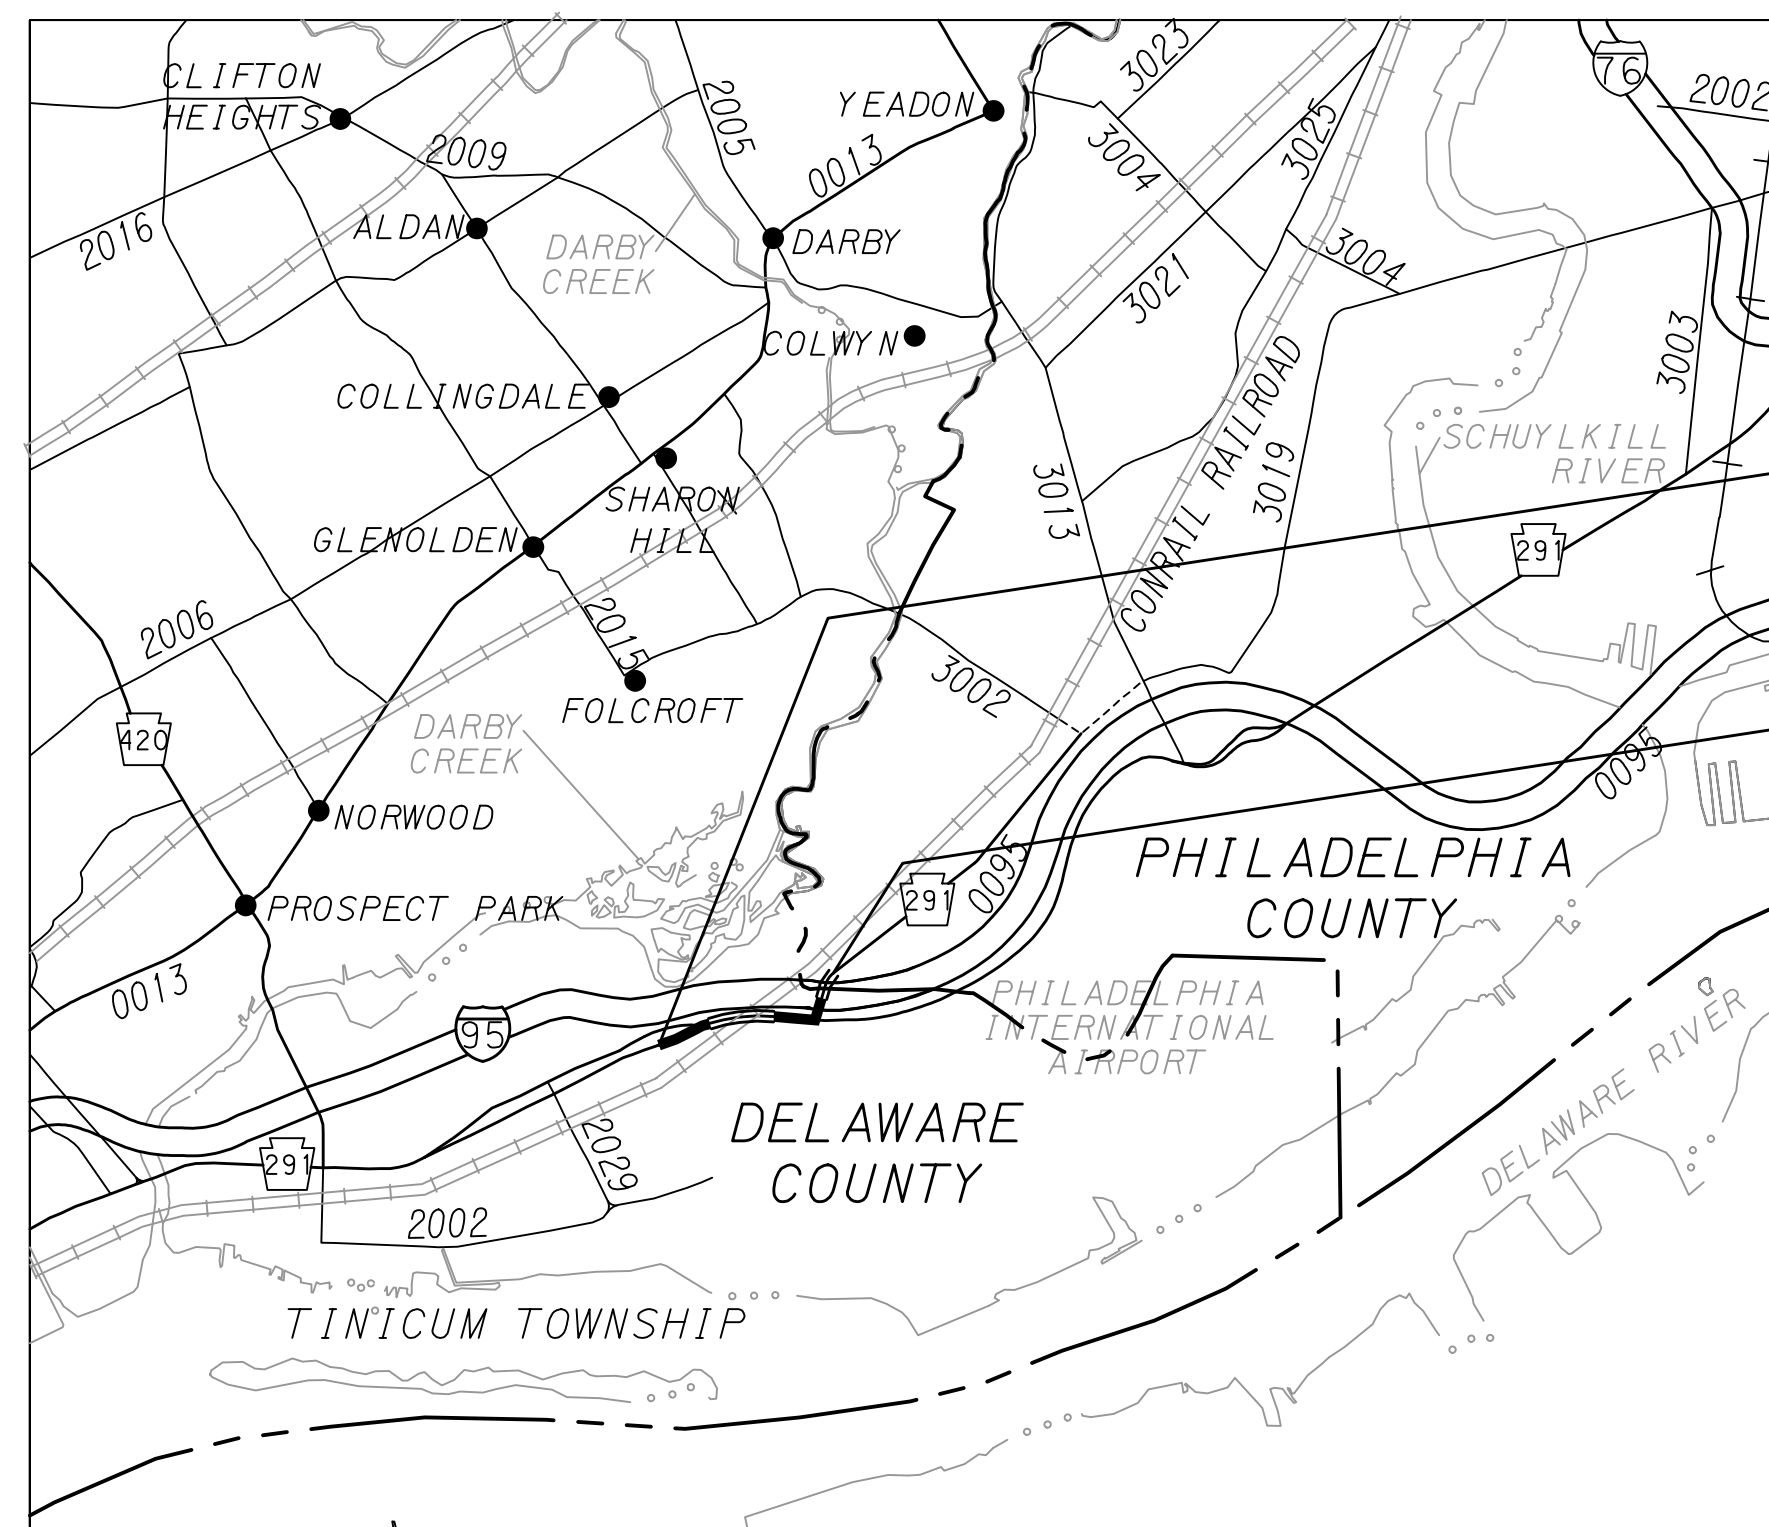 CLIFTON
HEIGHTS
2009
2005
YEADON
0013
3023
3004
3025
76
2002
2016
ALDAN
DARBY
CREEK
DARBY
COLWYN
3021
3004
3003
COLLINGDALE
CONRAIL RAILROAD
SHARON
HILL
GLENOLDEN
3013
3019
SCHUYLKILL
RIVER
291
2006
2015
FOLCROFT
3002
420
DARBY
CREEK
NORWOOD
0095
PROSPECT PARK
291
0095
PHILADELPHIA
COUNTY
0013
95
PHILADELPHIA
INTERNATIONAL
AIRPORT
DELAWARE RIVER
DELAWARE
COUNTY
291
2029
2002
TINICUM TOWNSHIP